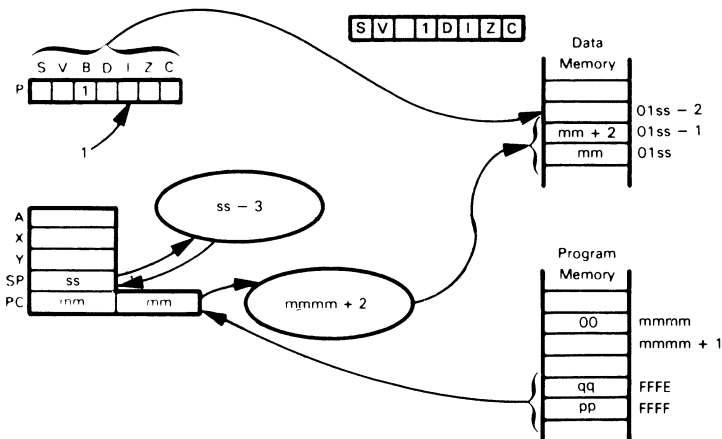 S V 1 D I Z C
Data
Memory
S V B D I Z C
P 1
1
01ss − 2
mm + 2 01ss − 1
mm 01ss
A
X
Y
SP ss
PC mm mm
ss − 3
mmmm + 2
Program
Memory
00 mmmm
mmmm + 1
qq FFFE
pp FFFF